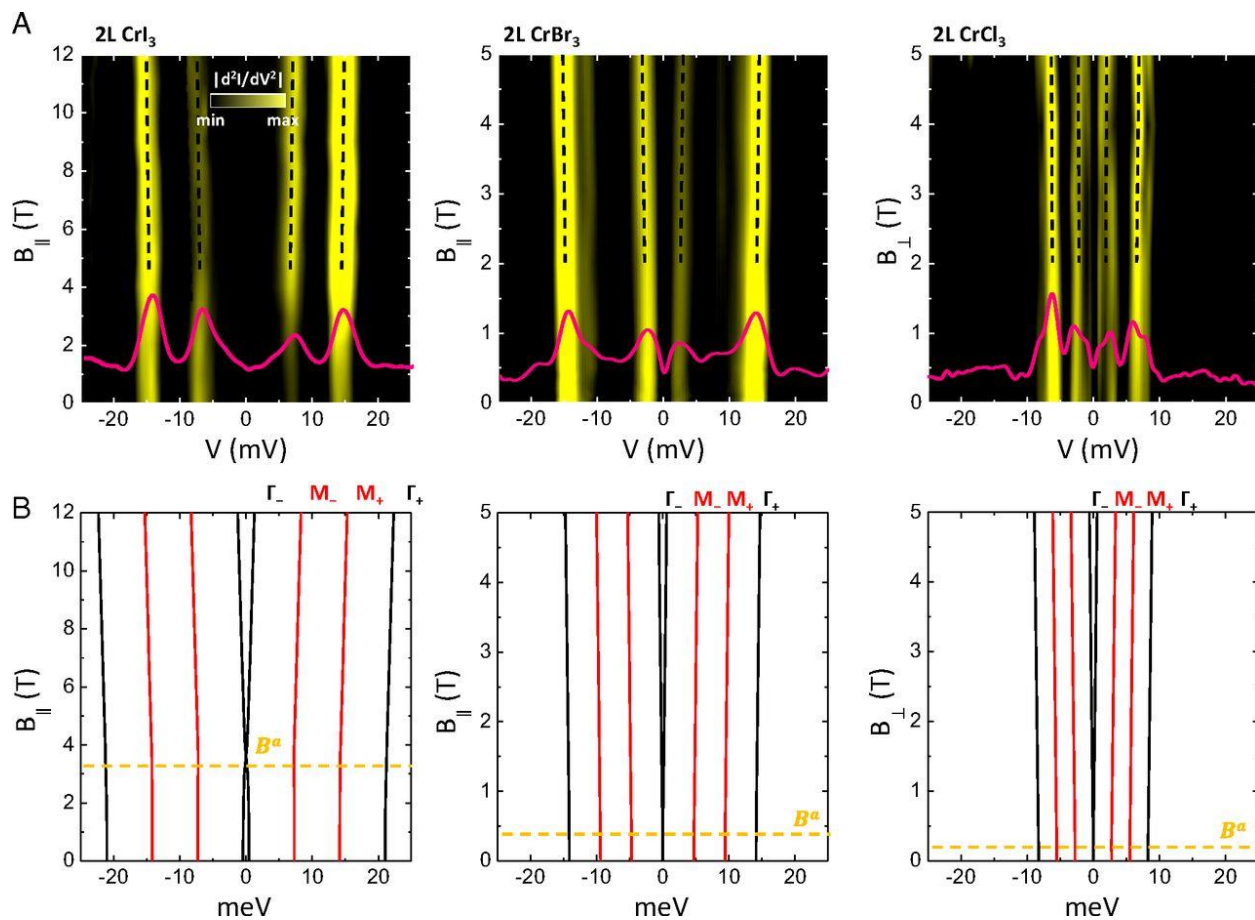 A
2L CrI₃
2L CrBr₃
2L CrCl₃
|d²I/dV²|
min max
B∥ (T)
0 2 4 6 8 10 12
-20 -10 0 10 20
V (mV)
B∥ (T)
0 1 2 3 4 5
-20 -10 0 10 20
V (mV)
B⊥ (T)
0 1 2 3 4 5
-20 -10 0 10 20
V (mV)
B
Γ₋ M₋ M₊ Γ₊
B∥ (T)
0 2 4 6 8 10 12
Bᵃ
-20 -10 0 10 20
meV
Γ₋ M₋ M₊ Γ₊
B∥ (T)
0 1 2 3 4 5
Bᵃ
-20 -10 0 10 20
meV
Γ₋ M₋ M₊ Γ₊
B⊥ (T)
0 1 2 3 4 5
Bᵃ
-20 -10 0 10 20
meV